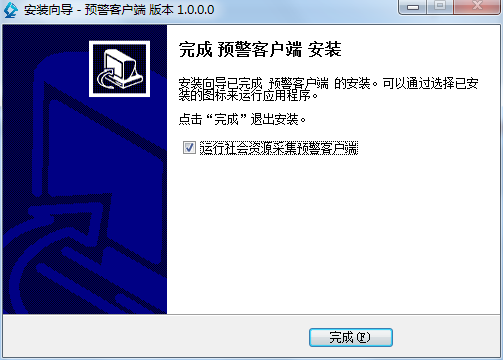 安装向导 - 预警客户端 版本 1.0.0.0
完成 预警客户端 安装
安装向导已完成 预警客户端 的安装。可以通过选择已安
装的图标来运行应用程序。
点击“完成”退出安装。
运行社会资源采集预警客户端
完成(F)